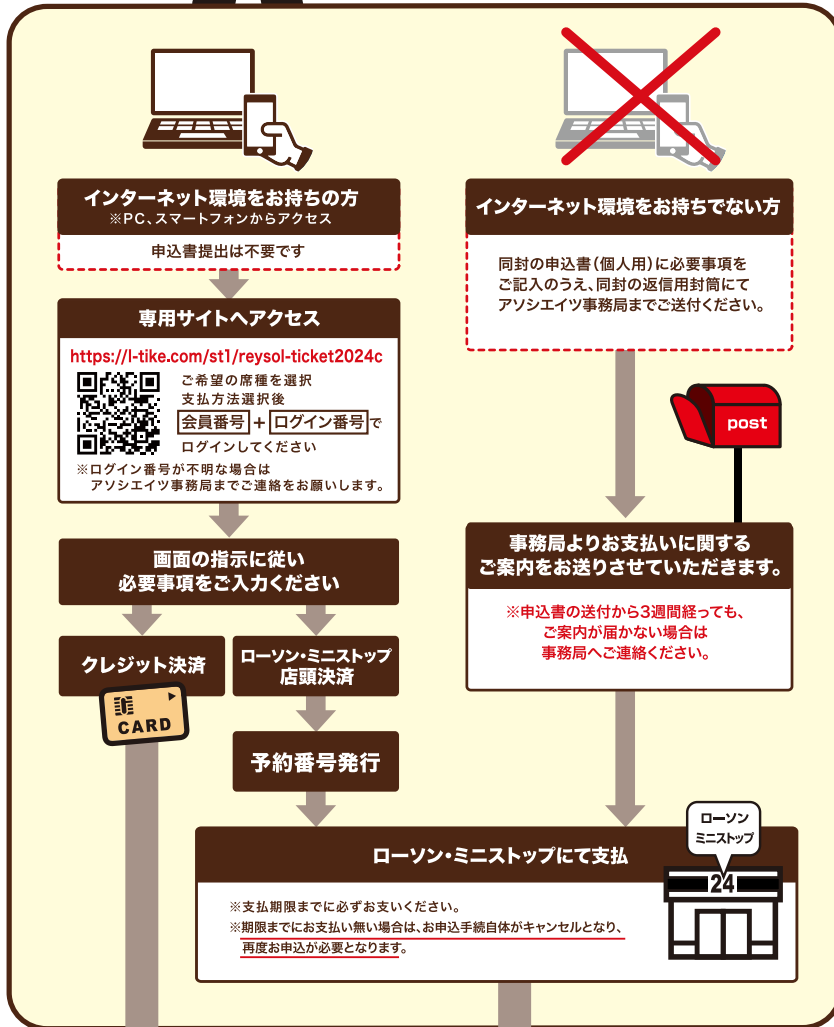 インターネット環境をお持ちの方
※PC、スマートフォンからアクセス
申込書提出は不要です
専用サイトへアクセス
https://l-tike.com/st1/reysol-ticket2024c
ご希望の席種を選択
支払方法選択後
会員番号+ログイン番号で
ログインしてください
※ログイン番号が不明な場合は
アソシエイツ事務局までご連絡をお願いします。
画面の指示に従い
必要事項をご入力ください
クレジット決済
CARD
ローソン・ミニストップ
店頭決済
予約番号発行
インターネット環境をお持ちでない方
同封の申込書(個人用)に必要事項を
ご記入のうえ、同封の返信用封筒にて
アソシエイツ事務局までご送付ください。
post
事務局よりお支払いに関する
ご案内をお送りさせていただきます。
※申込書の送付から3週間経っても、
ご案内が届かない場合は
事務局へご連絡ください。
ローソン・ミニストップにて支払
ローソン
ミニストップ
24
※支払期限までに必ずお支いください。
※期限までにお支払い無い場合は、お申込手続自体がキャンセルとなり、
再度お申込が必要となります。